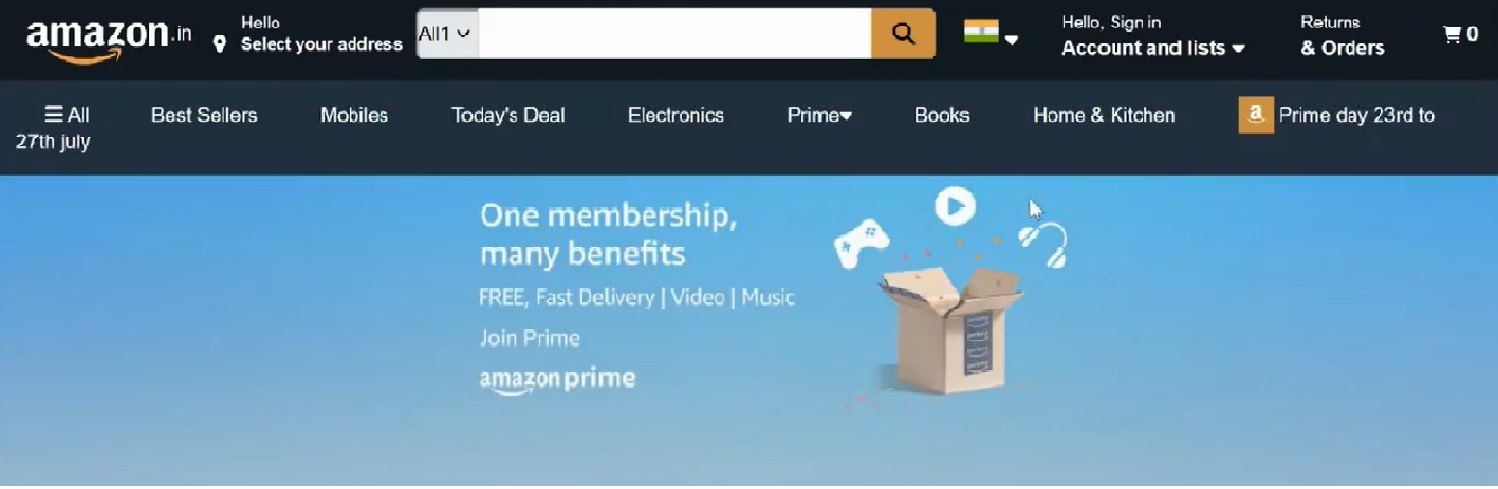 amazon.in
Hello
Select your address
All1
Hello, Sign in
Account and lists
Returns
& Orders
0
All Best Sellers Mobiles Today's Deal Electronics Prime Books Home & Kitchen a Prime day 23rd to
27th july
One membership,
many benefits
FREE, Fast Delivery | Video | Music
Join Prime
amazon prime